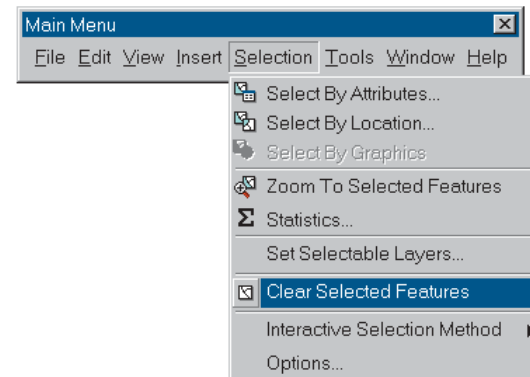 Main Menu
File Edit View Insert Selection Tools Window Help
Select By Attributes...
Select By Location...
Select By Graphics
Zoom To Selected Features
Σ Statistics...
Set Selectable Layers...
Clear Selected Features
Interactive Selection Method
Options...